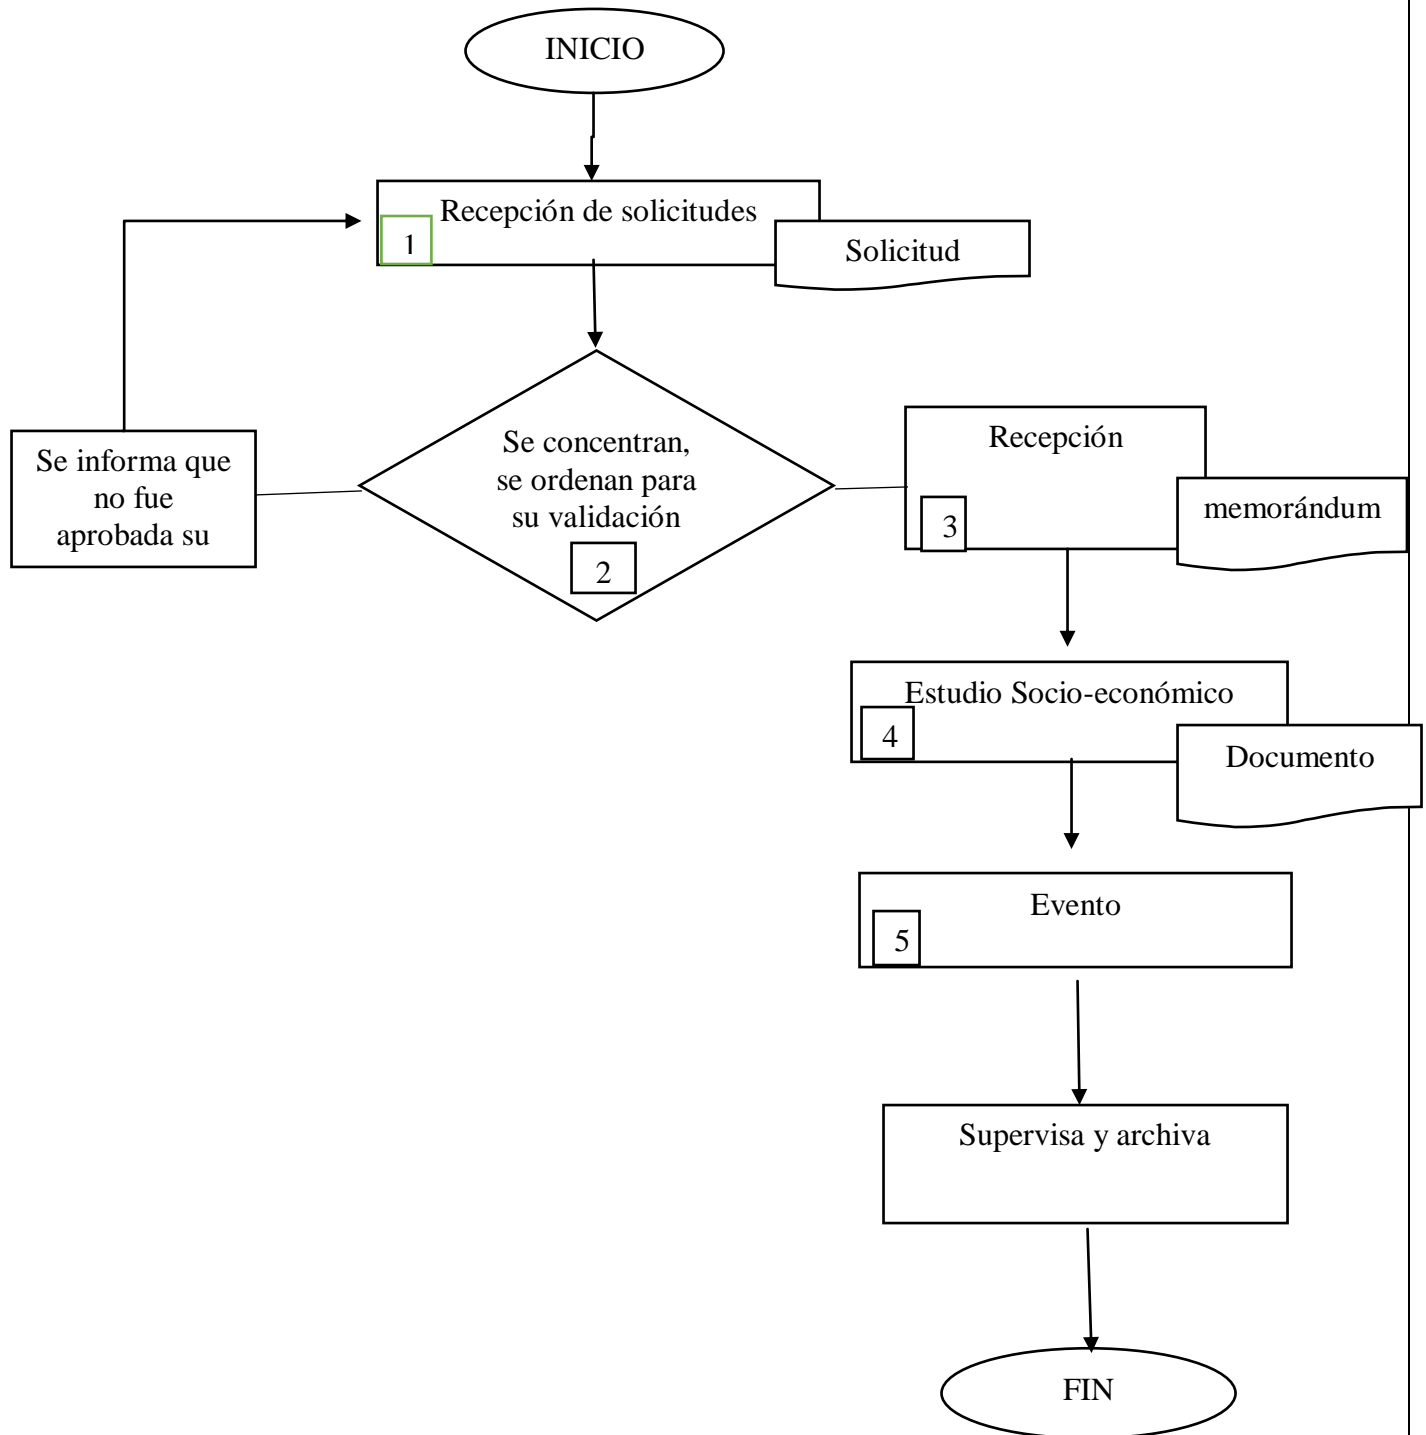 INICIO
Recepción de solicitudes
1
Solicitud
Se informa que
no fue
aprobada su
Se concentran,
se ordenan para
su validación
2
Recepción
3
memorándum
Estudio Socio-económico
4
Documento
Evento
5
Supervisa y archiva
FIN